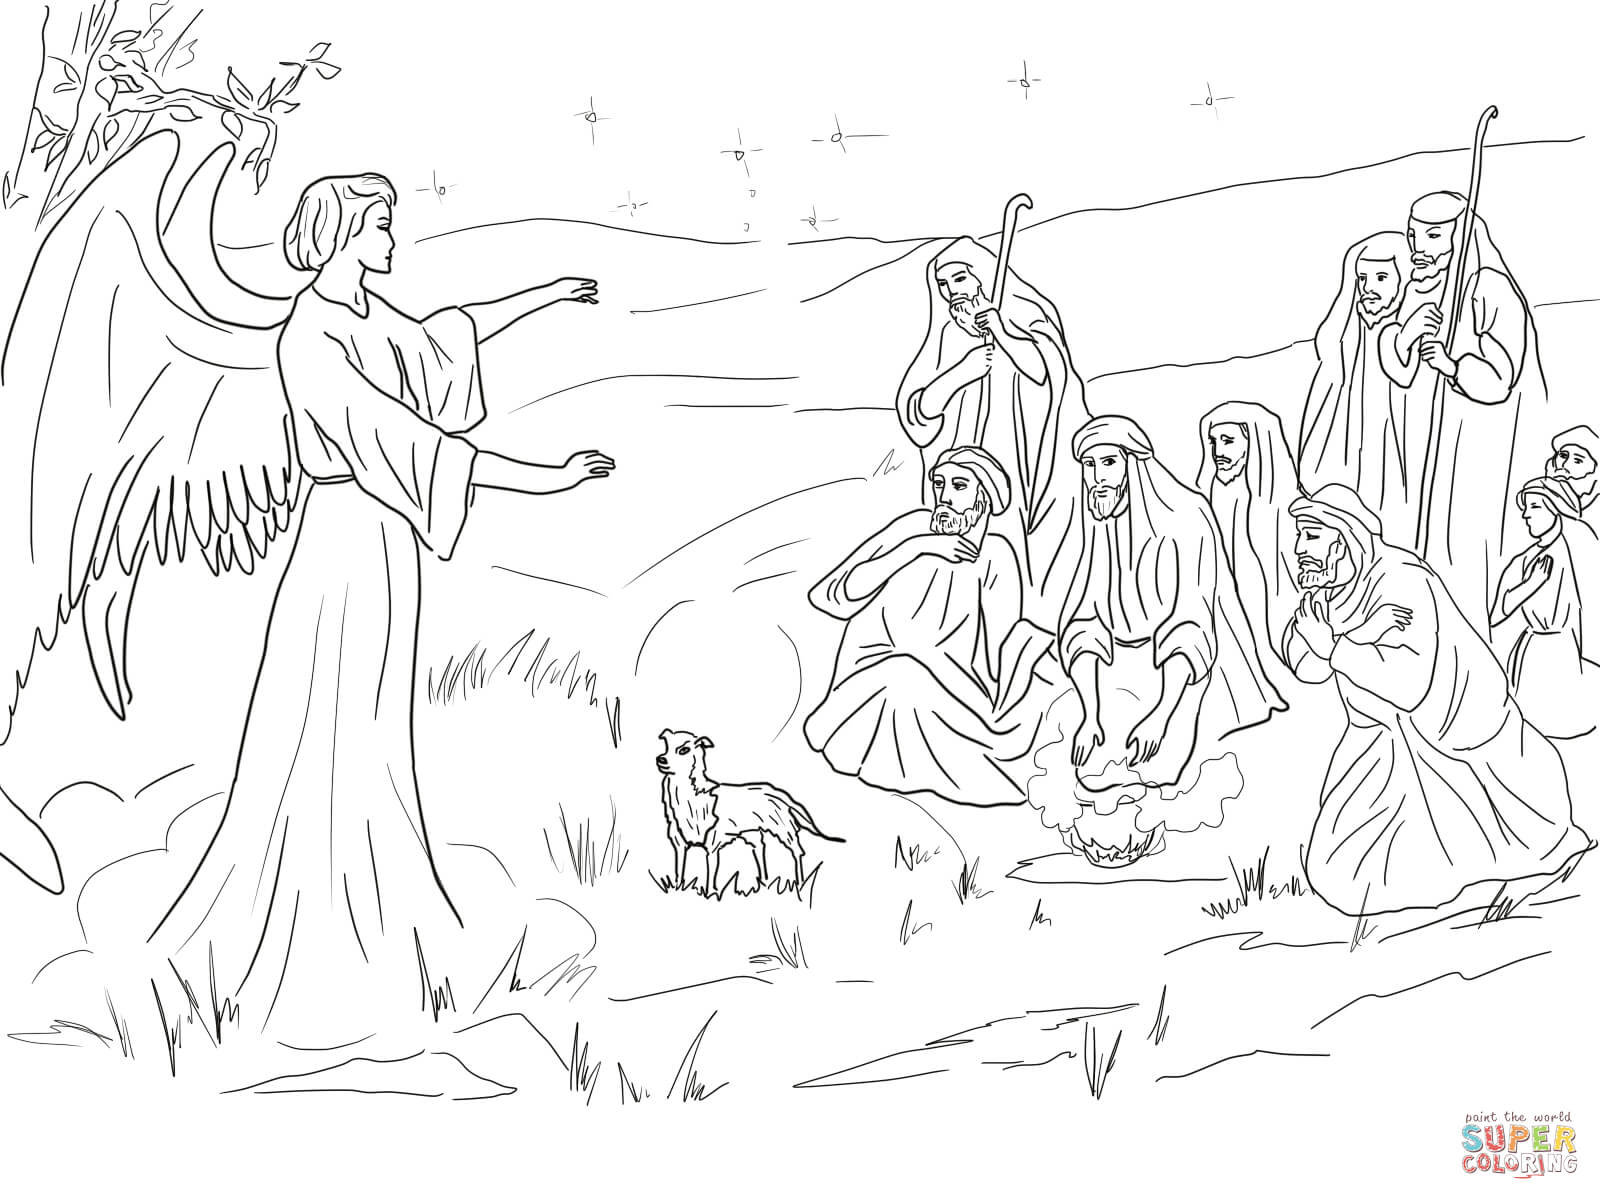 paint the world
SUPER
COLORING